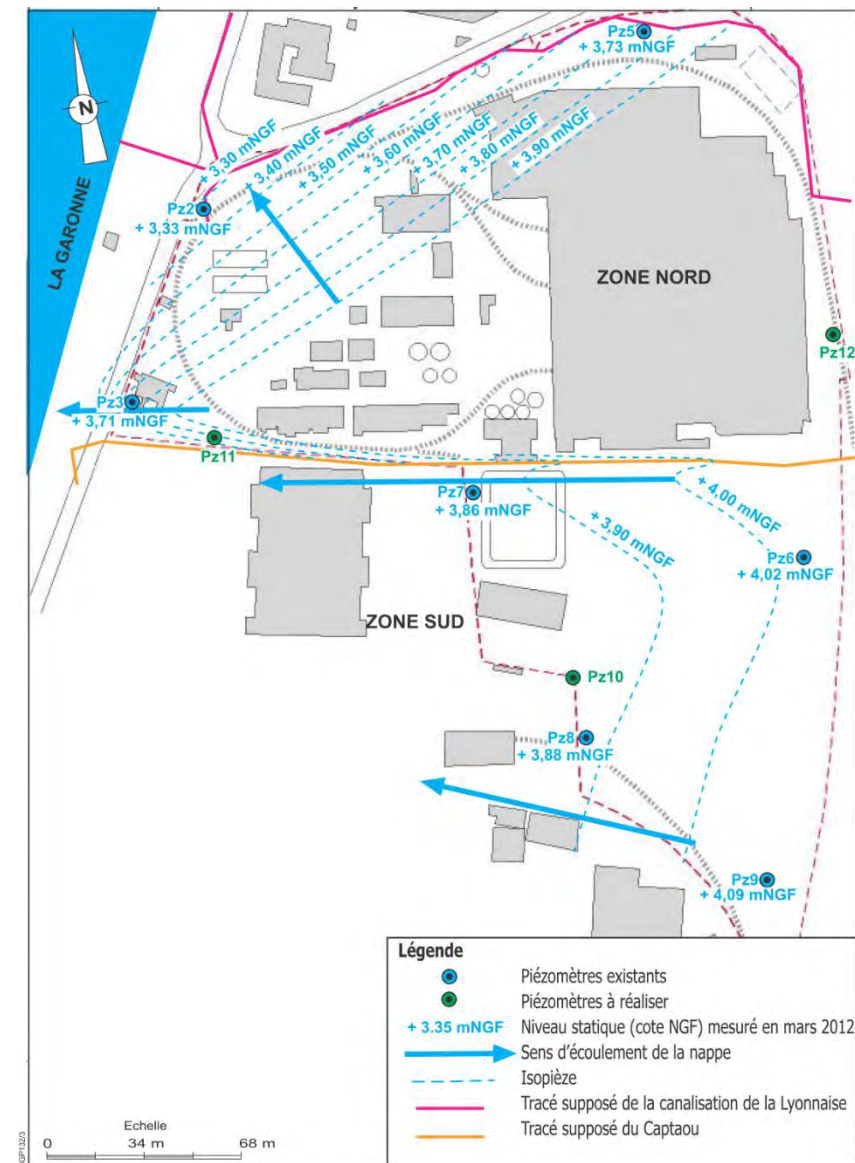 Pz5
+ 3,73 mNGF
N
+ 3,30 mNGF
+ 3,40 mNGF
+ 3,50 mNGF
+ 3,60 mNGF
+ 3,70 mNGF
+ 3,80 mNGF
+ 3,90 mNGF
Pz2
+ 3,33 mNGF
LA GARONNE
ZONE NORD
Pz12
Pz3
+ 3,71 mNGF
Pz11
Pz7
+ 3,86 mNGF
+ 4,00 mNGF
+ 3,90 mNGF
Pz6
+ 4,02 mNGF
ZONE SUD
Pz10
Pz8
+ 3,88 mNGF
Pz9
+ 4,09 mNGF
Légende
Piézomètres existants
Piézomètres à réaliser
+ 3.35 mNGF Niveau statique (cote NGF) mesuré en mars 2012
Sens d'écoulement de la nappe
Isopièze
Tracé supposé de la canalisation de la Lyonnaise
Tracé supposé du Captaou
Echelle
0 34 m 68 m